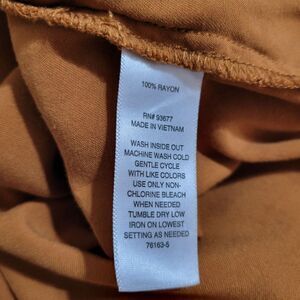 100% RAYON
RN# 93677
MADE IN VIETNAM
WASH INSIDE OUT
MACHINE WASH COLD
GENTLE CYCLE
WITH LIKE COLORS
USE ONLY NON-
CHLORINE BLEACH
WHEN NEEDED
TUMBLE DRY LOW
IRON ON LOWEST
SETTING AS NEEDED
76163-5